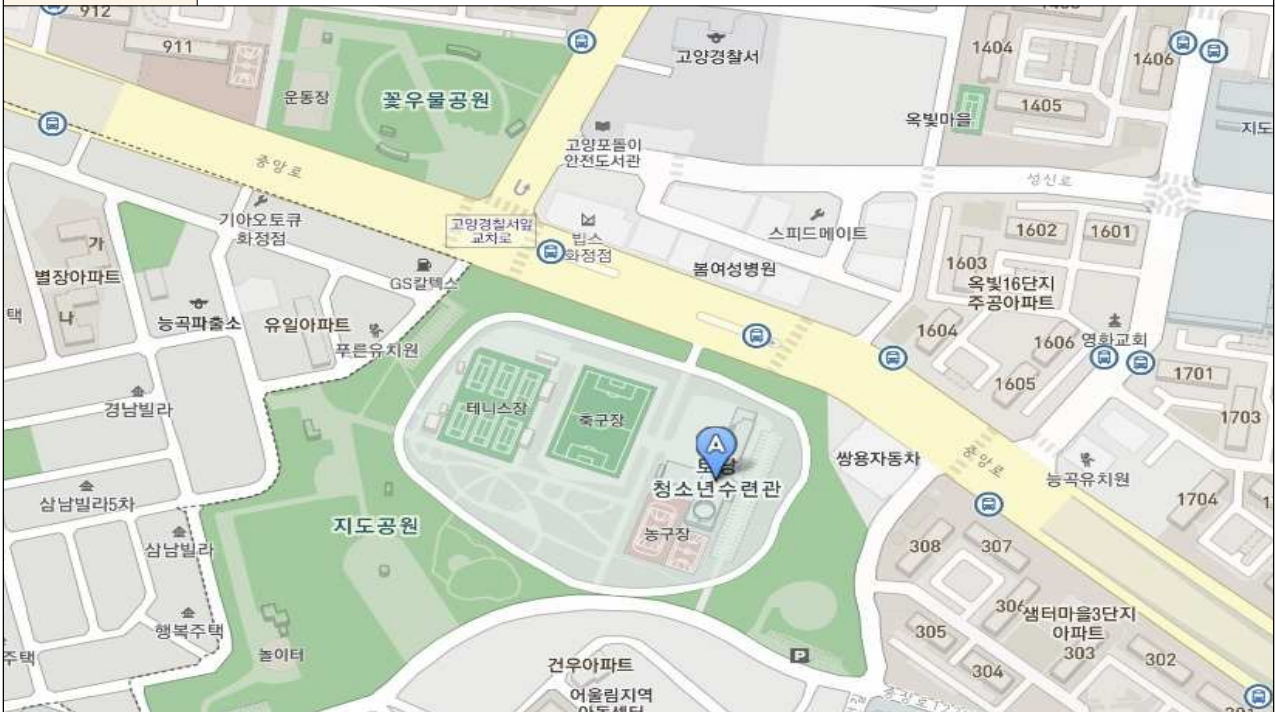 912
911
운동장
꽃우물공원
고양경찰서
1404
1406
1405
옥빛마을
지도
고양포돌이
안전도서관
중앙로
성신로
기아오토큐
화정점
고양경찰서앞
교차로
빕스
화정점
스피드메이트
1602
1601
가
별장아파트
나
택
능곡파출소
유일아파트
GS칼텍스
봄여성병원
1603
옥빛16단지
주공아파트
푸른유치원
1604
1606
영화교회
1605
1701
1703
경남빌라
테니스장
축구장
A
청소년수련관
쌍용자동차
중앙로
능곡유치원
1704
삼남빌라5차
지도공원
농구장
삼남빌라
308
307
306
샘터마을3단지
아파트
305
303
302
304
행복주택
주택
놀이터
건우아파트
P
어울림지역